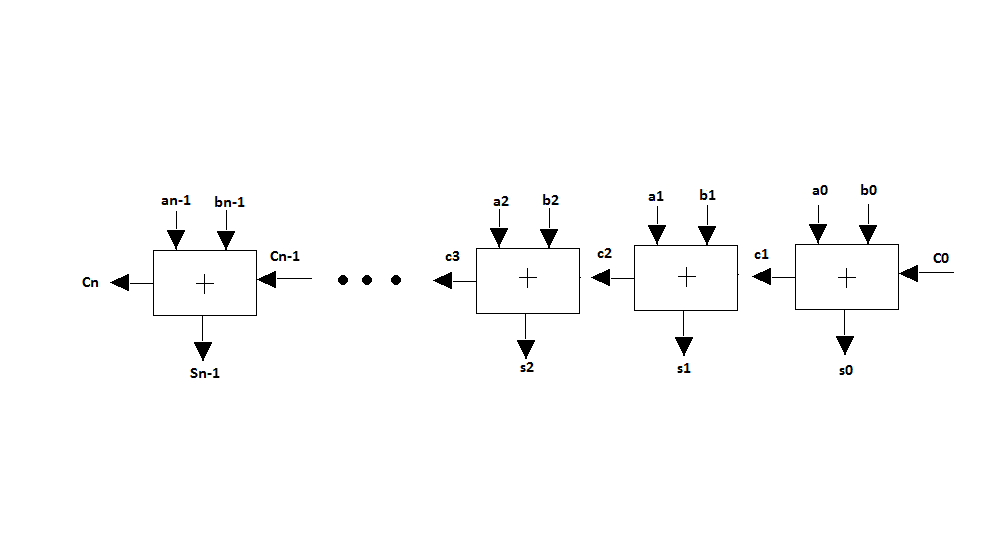 an-1 bn-1 a2 b2 a1 b1 a0 b0
Cn + Cn-1 c3 + c2 + c1 + C0
Sn-1 s2 s1 s0